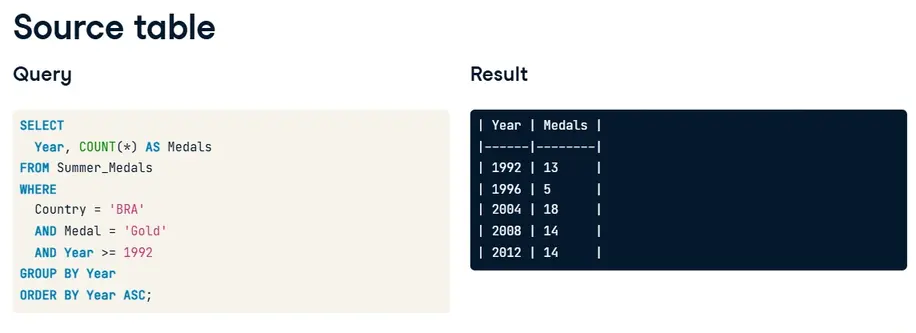 Source table
Query
SELECT
Year, COUNT(*) AS Medals
FROM Summer_Medals
WHERE
Country = 'BRA'
AND Medal = 'Gold'
AND Year >= 1992
GROUP BY Year
ORDER BY Year ASC;
Result
| Year | Medals |
|------|--------|
| 1992 | 13     |
| 1996 | 5      |
| 2004 | 18     |
| 2008 | 14     |
| 2012 | 14     |